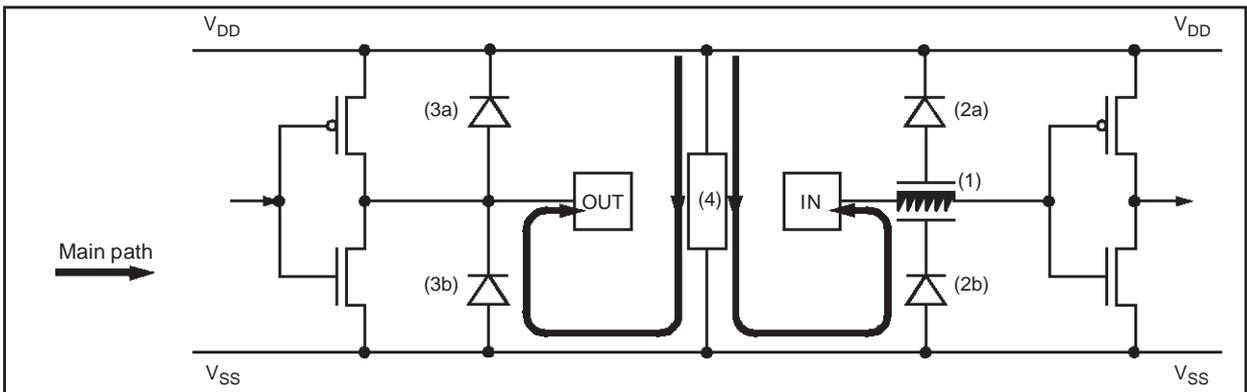 V_DD V_DD
(3a) (2a)
(1)
OUT (4) IN
Main path
(3b) (2b)
V_SS V_SS